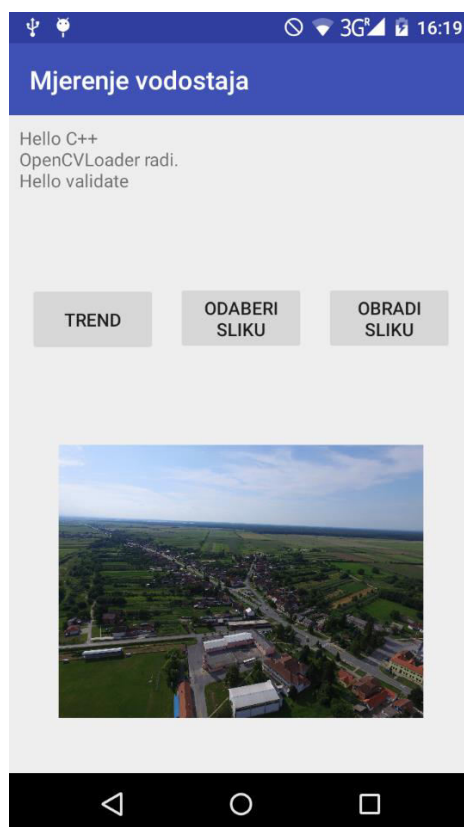 3G R 16:19
Mjerenje vodostaja
Hello C++
OpenCVLoader radi.
Hello validate
TREND
ODABERI
SLIKU
OBRADI
SLIKU